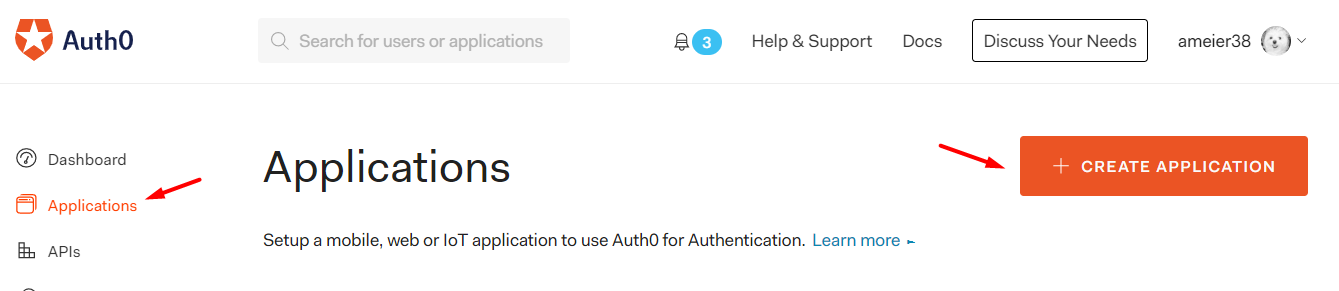 Auth0
Search for users or applications
3
Help & Support
Docs
Discuss Your Needs
ameier38
Dashboard
Applications
APIs
Applications
CREATE APPLICATION
Setup a mobile, web or IoT application to use Auth0 for Authentication. Learn more